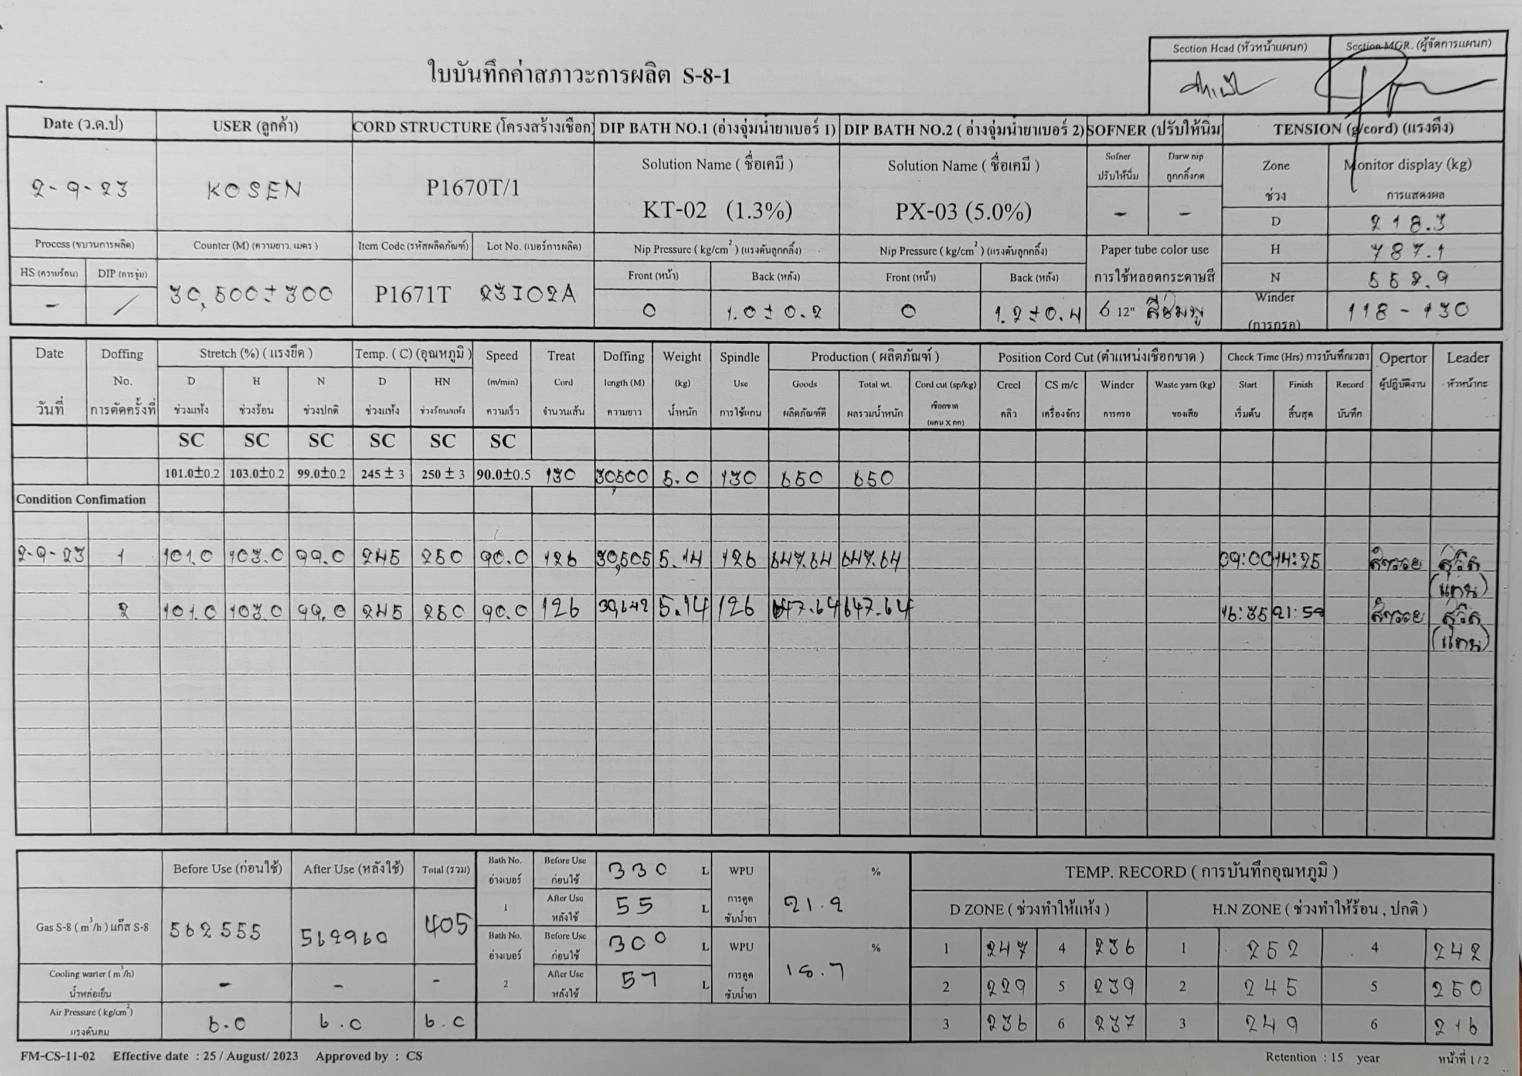 Section Head (หัวหน้าแผนก) Section MGR. (ผู้จัดการแผนก)
ใบบันทึกค่าสภาวะการผลิต S-8-1
Date (ว.ด.ป) USER (ลูกค้า) CORD STRUCTURE (โครงสร้างเชือก) DIP BATH NO.1 (อ่างจุ่มน้ำยาเบอร์ 1) DIP BATH NO.2 ( อ่างจุ่มน้ำยาเบอร์ 2) SOFNER (ปรับให้นิ่ม TENSION (g/cord) (แรงตึง)
2-9-23 KOSEN P1670T/1 Solution Name ( ชื่อเคมี ) Solution Name ( ชื่อเคมี ) Sofner ปรับให้นิ่ม Darw nip ลูกกลิ้งกด Zone ช่วง Monitor display (kg) การแสดงผล
KT-02 (1.3%) PX-03 (5.0%) - - D 218.3
Process (ขบวนการผลิต) Counter (M) (ความยาว. เมตร ) Item Code (รหัสผลิตภัณฑ์) Lot No. (เบอร์การผลิต) Nip Pressure ( kg/cm2 ) (แรงดันลูกกลิ้ง) Nip Pressure ( kg/cm2 ) (แรงดันลูกกลิ้ง) Paper tube color use H 787.1
HS (ความร้อน) DIP (การจุ่ม) Front (หน้า) Back (หลัง) Front (หน้า) Back (หลัง) การใช้หลอดกระดาษสี N 552.9
- / 30,500±300 P1671T 23I02A 0 1.0±0.2 0 1.2±0.4 6 12" สีชมพู Winder (การกรอ) 118-130
Date วันที่ Doffing No. การตัดครั้งที่ Stretch (%) ( แรงยืด ) Temp. ( C) (อุณหภูมิ ) Speed (m/min) ความเร็ว Treat Cord จำนวนเส้น Doffing length (M) ความยาว Weight (kg) น้ำหนัก Spindle Use การใช้แกน Production ( ผลิตภัณฑ์ ) Position Cord Cut (ตำแหน่งเชือกขาด ) Check Time (Hrs) การบันทึกเวลา Opertor ผู้ปฏิบัติงาน Leader หัวหน้ากะ
D ช่วงแห้ง H ช่วงร้อน N ช่วงปกติ D ช่วงแห้ง HN ช่วงร้อนแห้ง Goods ผลิตภัณฑ์ดี Total wt. ผลรวมน้ำหนัก Cord cut (sp/kg) เชือกขาด Creel คลิว CS m/c เครื่องจักร Winder การกรอ Waste yarn (kg) ของเสีย Start เริ่มต้น Finish สิ้นสุด Record บันทึก
SC SC SC SC SC SC
101.0±0.2 103.0±0.2 99.0±0.2 245 ± 3 250 ± 3 90.0±0.5 130 30,500 5.0 130 650 650
Condition Confimation
2-9-23 1 101.0 103.0 99.0 245 250 90.0 126 30,505 5.14 126 647.64 647.64 09:00 14:25
2 101.0 103.0 99.0 245 250 90.0 126 30,642 5.14 126 647.64 647.64 16:35 21:59
Before Use (ก่อนใช้) After Use (หลังใช้) Total (รวม) Bath No. อ่างเบอร์ 1 Before Use ก่อนใช้ 330 L WPU การดูดซับน้ำยา 21.9 % TEMP. RECORD ( การบันทึกอุณหภูมิ )
After Use หลังใช้ 55 L D ZONE ( ช่วงทำให้แห้ง ) H.N ZONE ( ช่วงทำให้ร้อน , ปกติ )
Gas S-8 ( m3/h ) แก๊ส S-8 562555 562960 405 Bath No. อ่างเบอร์ 2 Before Use ก่อนใช้ 300 L WPU การดูดซับน้ำยา % 1 247 4 236 1 252 4 242
Cooling warter ( m3/h) น้ำหล่อเย็น - - - After Use หลังใช้ 57 L 2 229 5 239 2 245 5 250
Air Pressure ( kg/cm2) แรงดันลม 6.0 6.0 6.0 3 236 6 237 3 249 6 216
FM-CS-11-02 Effective date : 25 / August/ 2023 Approved by : CS Retention : 15 year หน้าที่ 1 / 2